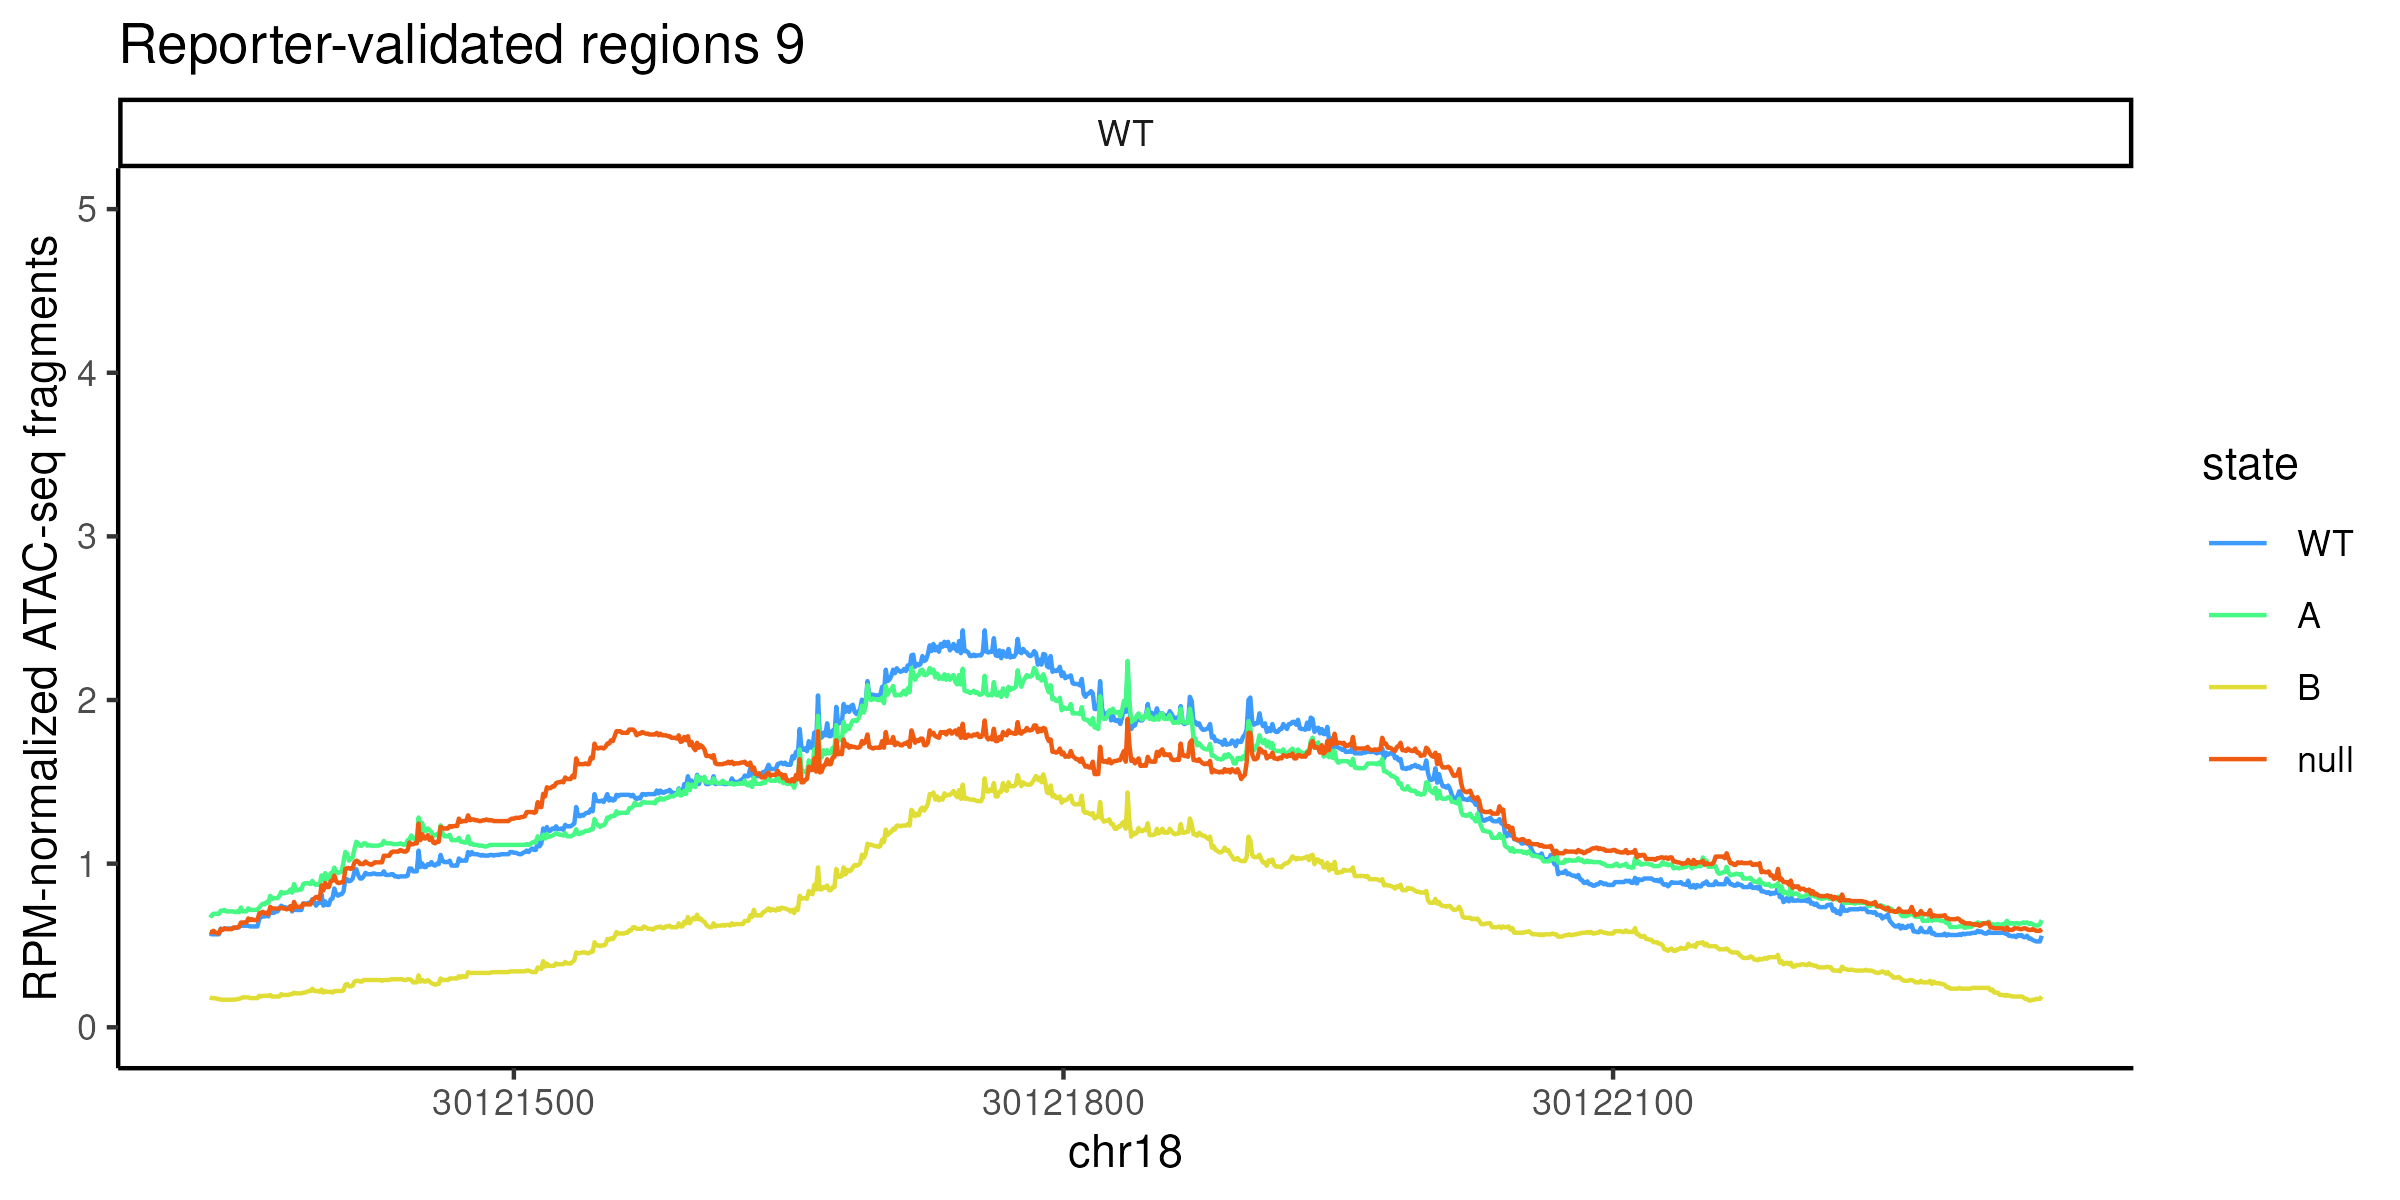 Reporter-validated regions 9
WT
RPM-normalized ATAC-seq fragments
5
4
3
2
1
0
30121500
30121800
30122100
chr18
state
WT
A
B
null